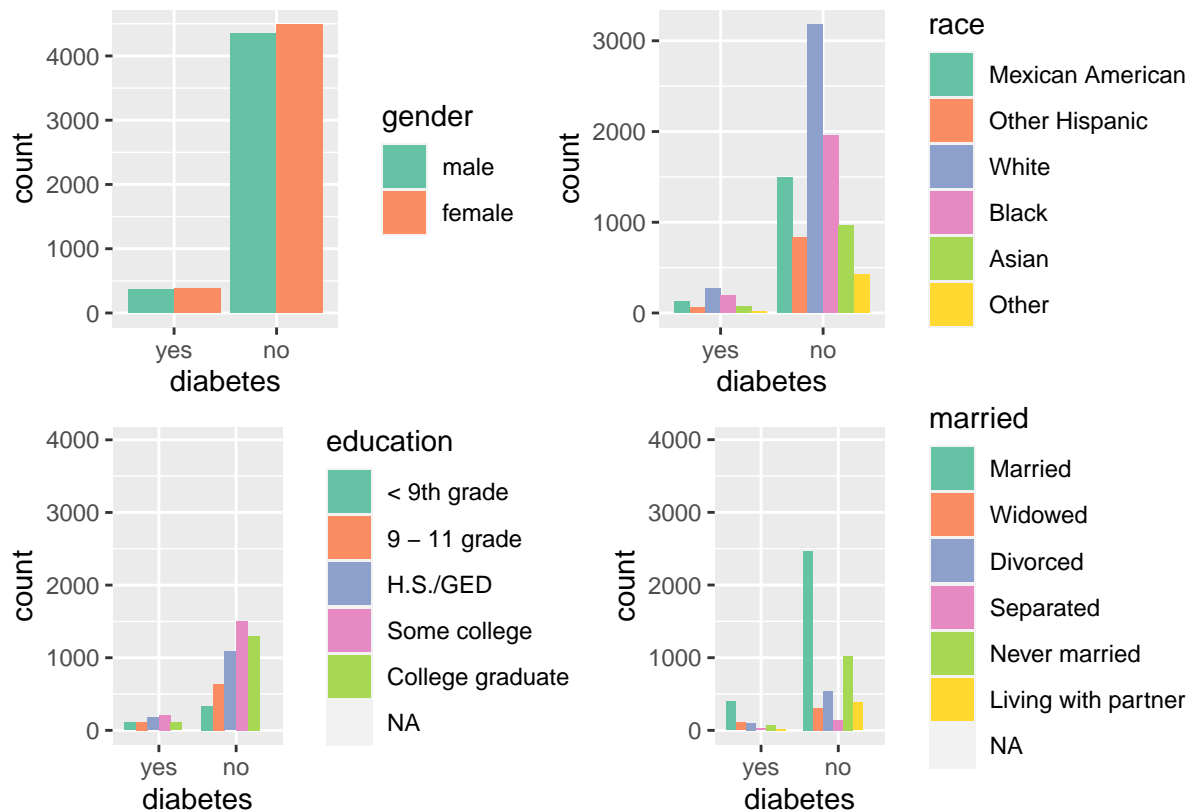 4000
3000
2000
1000
0
count
yes no
diabetes
gender
male
female
3000
2000
1000
0
count
yes no
diabetes
race
Mexican American
Other Hispanic
White
Black
Asian
Other
4000
3000
2000
1000
0
count
yes no
diabetes
education
< 9th grade
9 − 11 grade
H.S./GED
Some college
College graduate
NA
4000
3000
2000
1000
0
count
yes no
diabetes
married
Married
Widowed
Divorced
Separated
Never married
Living with partner
NA